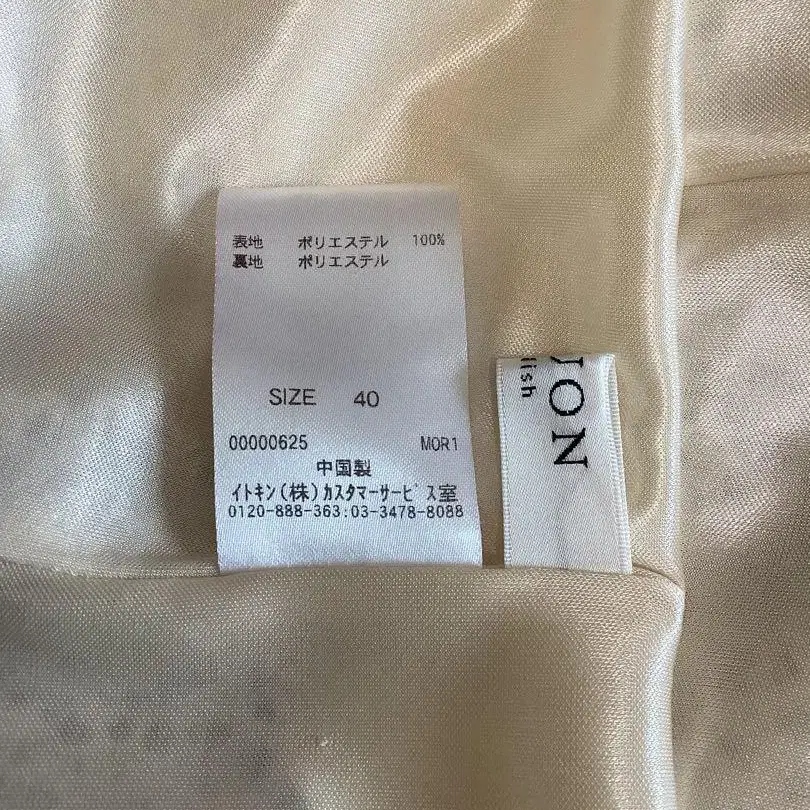 表地 ポリエステル 100%
裏地 ポリエステル
SIZE 40
00000625 MOR1
中国製
イトキン(株)カスタマーサービス室
0120-888-363:03-3478-8088
ION
lish